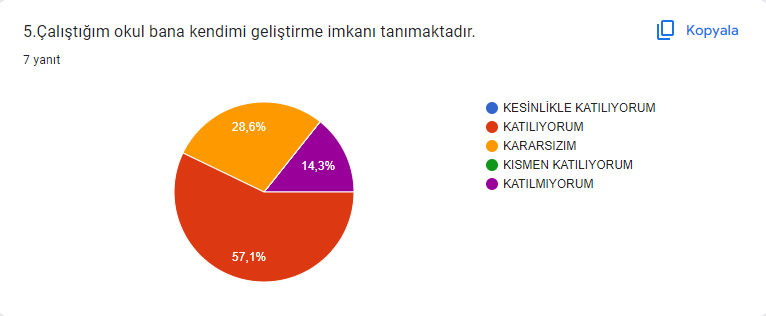 5.Çalıştığım okul bana kendimi geliştirme imkanı tanımaktadır.
Kopyala
7 yanıt
28,6%
14,3%
57,1%
KESİNLİKLE KATILIYORUM
KATILIYORUM
KARARSIZIM
KISMEN KATILIYORUM
KATILMIYORUM